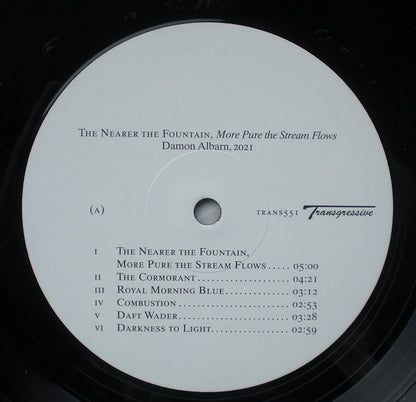 The Nearer the Fountain, More Pure the Stream Flows
Damon Albarn, 2021
(A)
TRANS551 Transgressive
I The Nearer the Fountain,
More Pure the Stream Flows ..... 05:00
II The Cormorant .................. 04:21
III Royal Morning Blue ............. 03:12
IV Combustion ...................... 02:53
V Daft Wader ...................... 03:28
VI Darkness to Light ............... 02:59